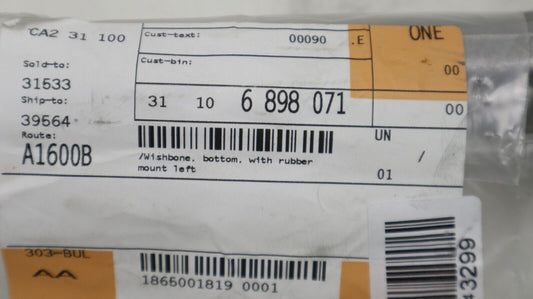 CA2 31 100
Cust-text: 00090 .E
ONE
Cust-bin:
00
Sold-to:
31533
Ship-to:
39564
31 10 6 898 071
00
Route:
A1600B
UN
/Wishbone, bottom, with rubber
mount left
/
01
303-BUL
AA
1866001819 0001
43299